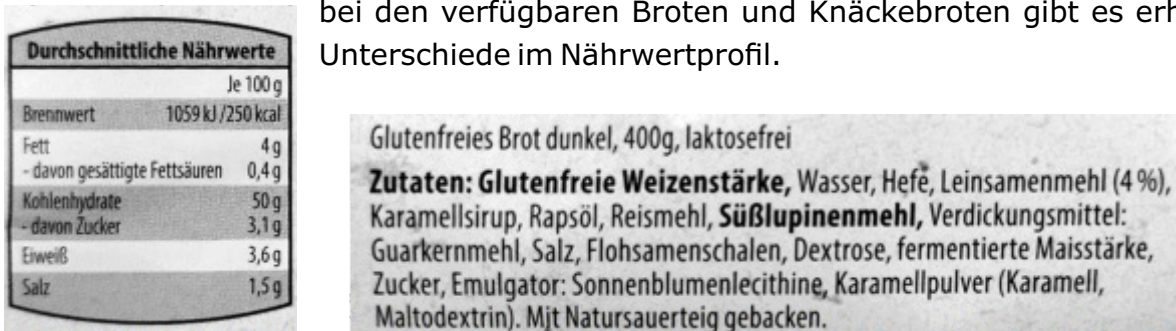 bei den verfügbaren Broten und Knäckebroten gibt es
Unterschiede im Nährwertprofil.
Durchschnittliche Nährwerte
Je 100 g
Brennwert 1059 kJ/250 kcal
Fett 4 g
- davon gesättigte Fettsäuren 0,4 g
Kohlenhydrate 50 g
- davon Zucker 3,1 g
Eiweiß 3,6 g
Salz 1,5 g
Glutenfreies Brot dunkel, 400g, laktosefrei
Zutaten: Glutenfreie Weizenstärke, Wasser, Hefe, Leinsamenmehl (4 %),
Karamellsirup, Rapsöl, Reismehl, Süßlupinenmehl, Verdickungsmittel:
Guarkernmehl, Salz, Flohsamenschalen, Dextrose, fermentierte Maisstärke,
Zucker, Emulgator: Sonnenblumenlecithine, Karamellpulver (Karamell,
Maltodextrin). Mit Natursauerteig gebacken.